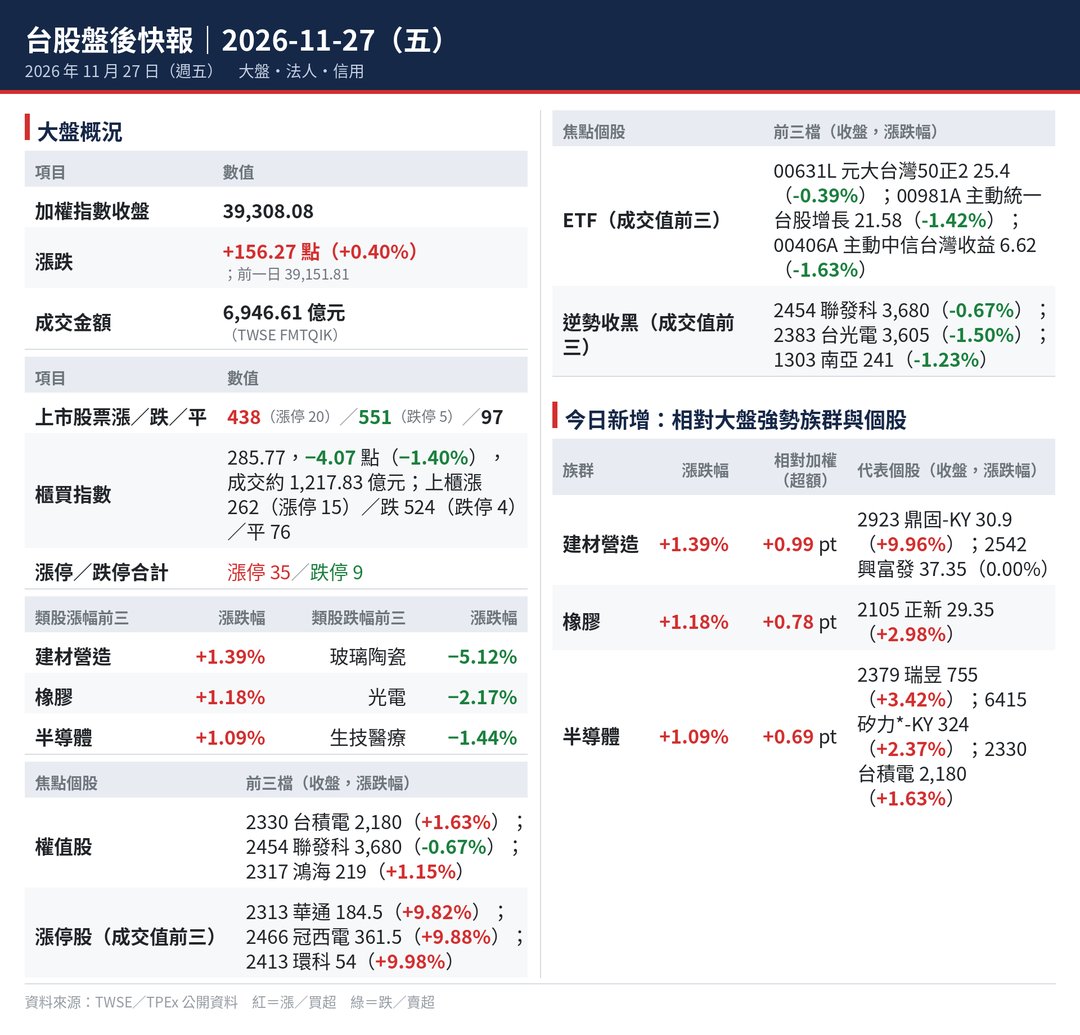 台股盤後快報｜2026-11-27（五）
2026 年 11 月 27 日（週五）　大盤・法人・信用
大盤概況
項目　數值
加權指數收盤　39,308.08
漲跌　+156.27 點（+0.40%）
；前一日 39,151.81
成交金額　6,946.61 億元
（TWSE FMTQIK）
項目　數值
上市股票漲／跌／平　438（漲停 20）／551（跌停 5）／97
櫃買指數　285.77，−4.07 點（−1.40%），
成交約 1,217.83 億元；上櫃漲
262（漲停 15）／跌 524（跌停 4）
／平 76
漲停／跌停合計　漲停 35／跌停 9
類股漲幅前三　漲跌幅　類股跌幅前三　漲跌幅
建材營造　+1.39%　玻璃陶瓷　−5.12%
橡膠　+1.18%　光電　−2.17%
半導體　+1.09%　生技醫療　−1.44%
焦點個股　前三檔（收盤，漲跌幅）
權值股　2330 台積電 2,180（+1.63%）；
2454 聯發科 3,680（-0.67%）；
2317 鴻海 219（+1.15%）
漲停股（成交值前三）　2313 華通 184.5（+9.82%）；
2466 冠西電 361.5（+9.88%）；
2413 環科 54（+9.98%）
焦點個股　前三檔（收盤，漲跌幅）
ETF（成交值前三）　00631L 元大台灣50正2 25.4
（-0.39%）；00981A 主動統一
台股增長 21.58（-1.42%）；
00406A 主動中信台灣收益 6.62
（-1.63%）
逆勢收黑（成交值前
三）
2454 聯發科 3,680（-0.67%）；
2383 台光電 3,605（-1.50%）；
1303 南亞 241（-1.23%）
今日新增：相對大盤強勢族群與個股
族群　漲跌幅　相對加權
（超額）　代表個股（收盤，漲跌幅）
建材營造　+1.39%　+0.99 pt　2923 鼎固-KY 30.9
（+9.96%）；2542
興富發 37.35（0.00%）
橡膠　+1.18%　+0.78 pt　2105 正新 29.35
（+2.98%）
半導體　+1.09%　+0.69 pt　2379 瑞昱 755
（+3.42%）；6415
矽力*-KY 324
（+2.37%）；2330
台積電 2,180
（+1.63%）
資料來源：TWSE／TPEx 公開資料　紅＝漲／買超　綠＝跌／賣超